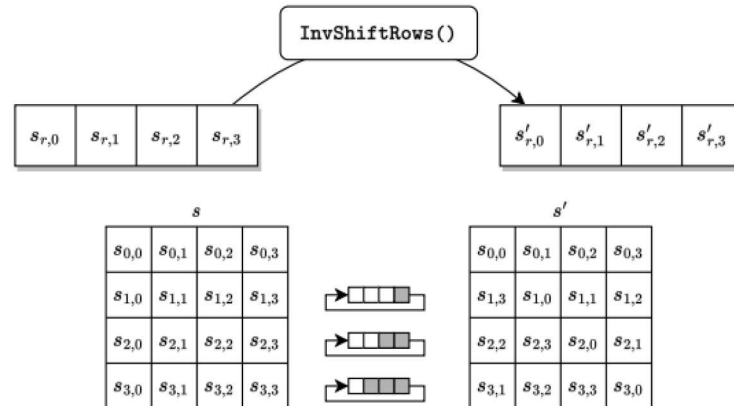 InvShiftRows()
s_{r,0} s_{r,1} s_{r,2} s_{r,3} s'_{r,0} s'_{r,1} s'_{r,2} s'_{r,3}
s s'
s_{0,0} s_{0,1} s_{0,2} s_{0,3} s_{0,0} s_{0,1} s_{0,2} s_{0,3}
s_{1,0} s_{1,1} s_{1,2} s_{1,3} s_{1,3} s_{1,0} s_{1,1} s_{1,2}
s_{2,0} s_{2,1} s_{2,2} s_{2,3} s_{2,2} s_{2,3} s_{2,0} s_{2,1}
s_{3,0} s_{3,1} s_{3,2} s_{3,3} s_{3,1} s_{3,2} s_{3,3} s_{3,0}